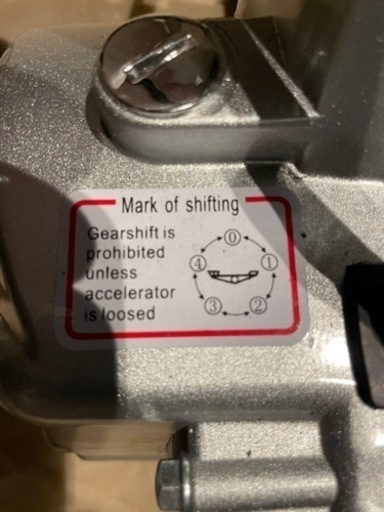 Mark of shifting
Gearshift is
prohibited
unless
accelerator
is loosed
⓪
④ ①
③ ②